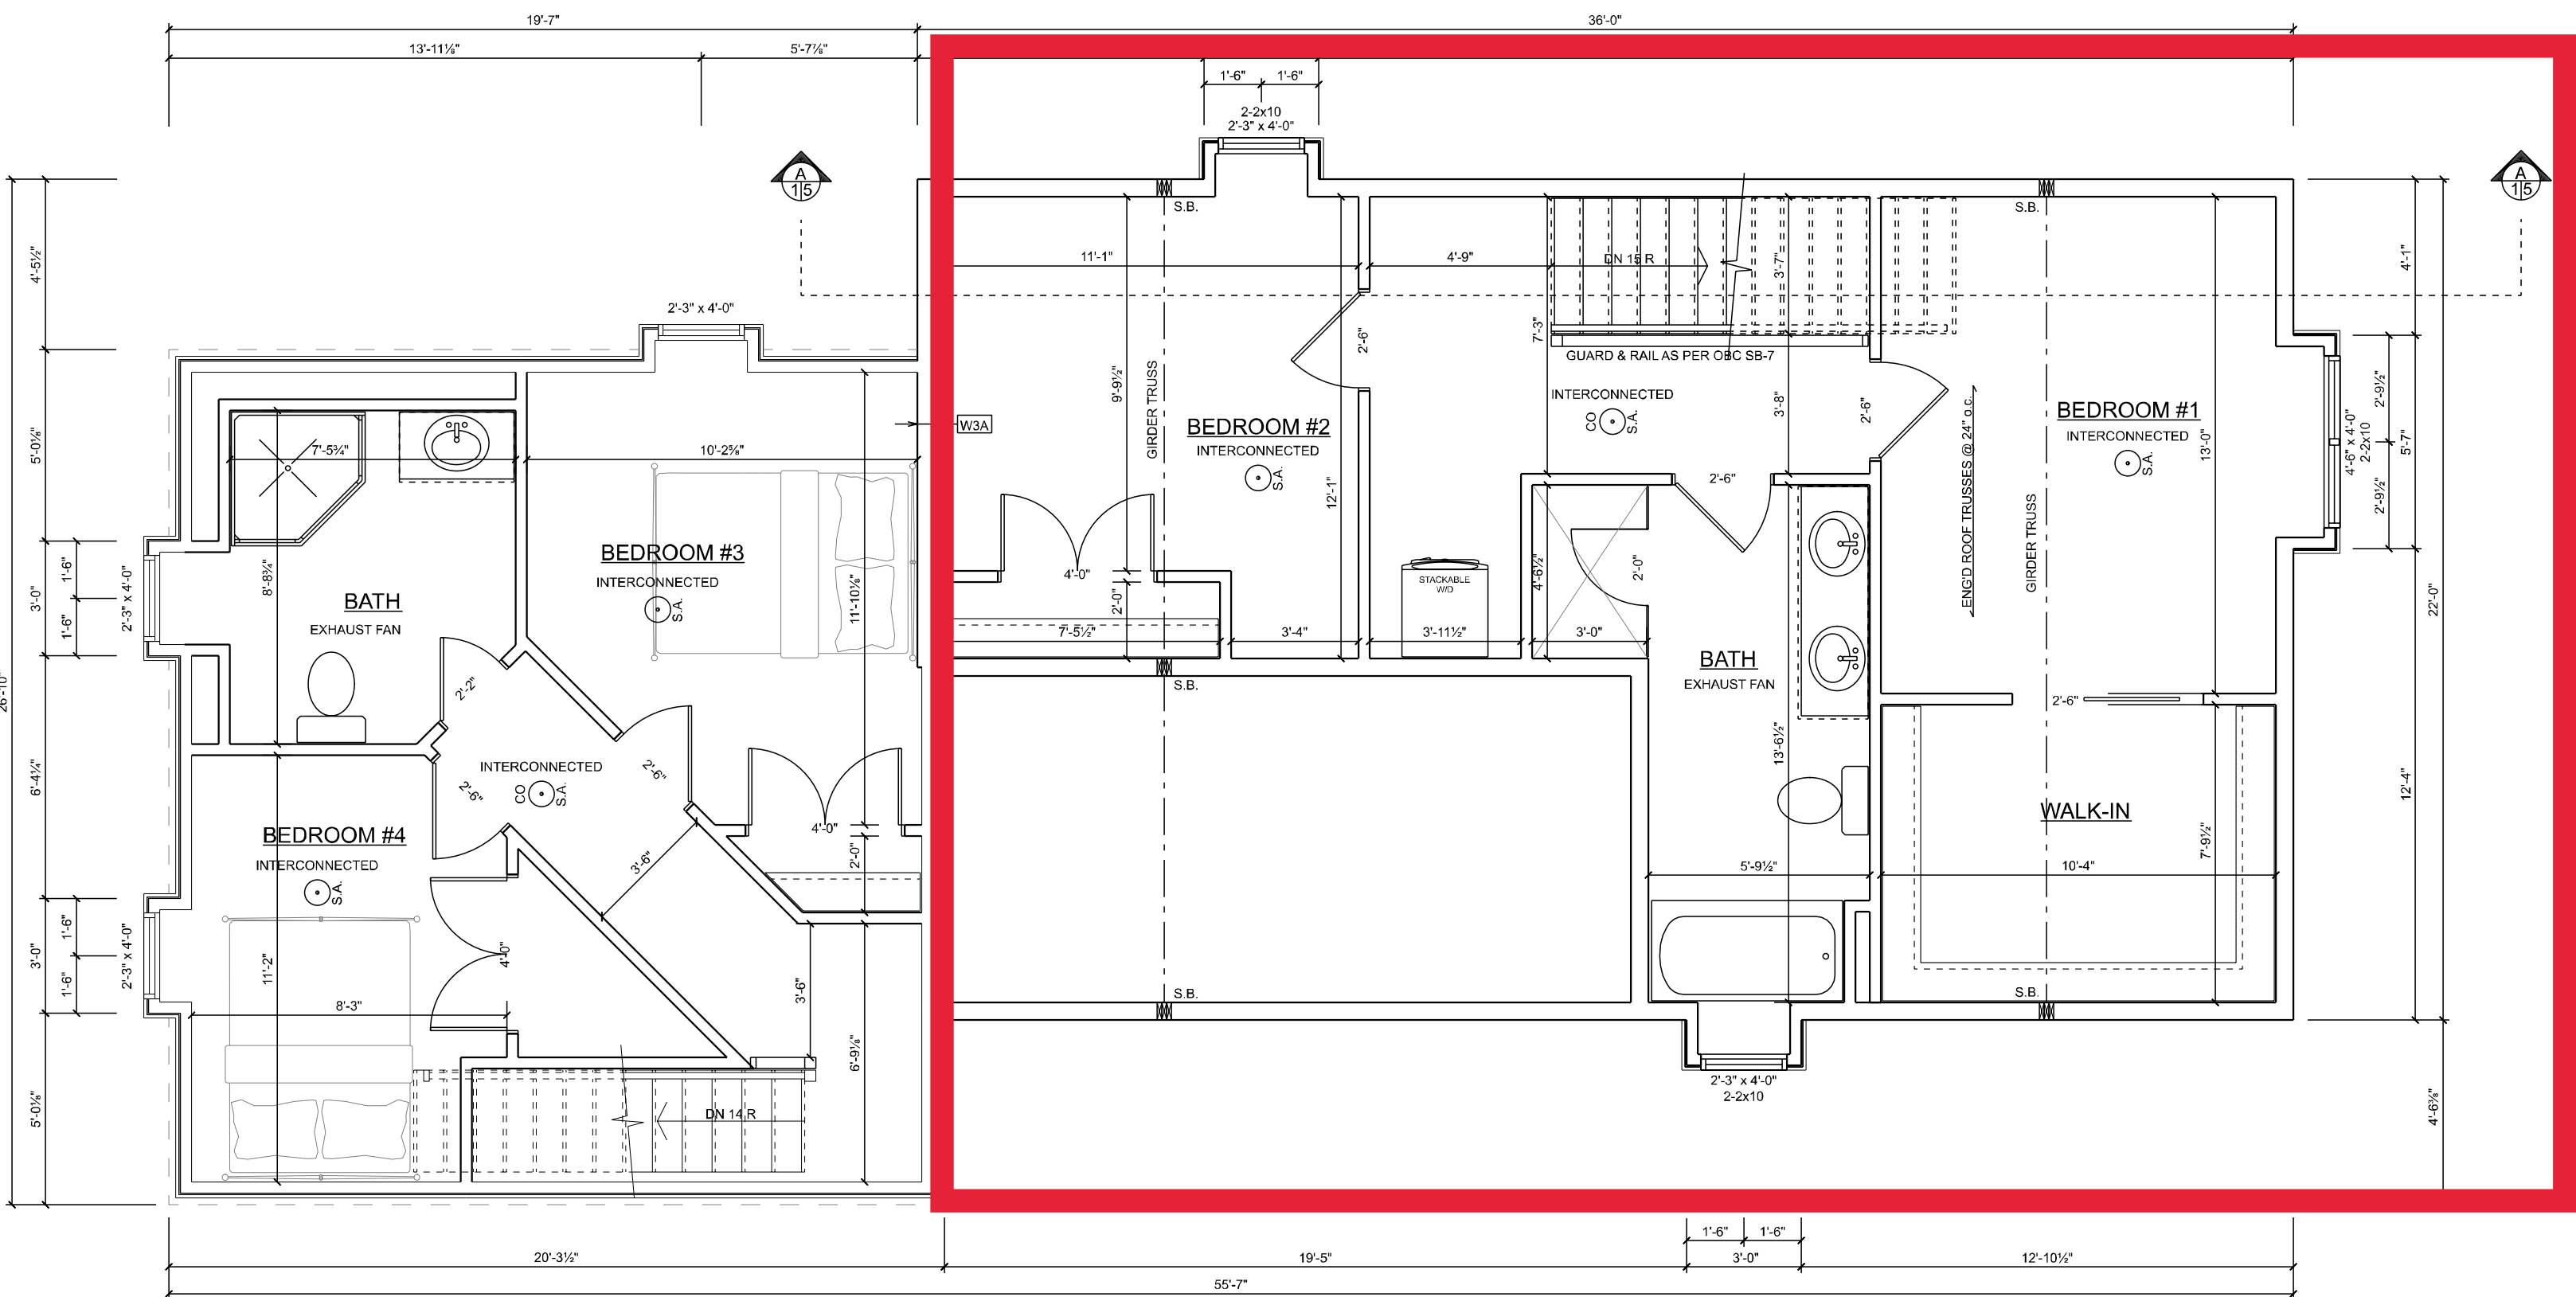 19'-7"
36'-0"
13'-11⅛"
5'-7⅞"
1'-6"
1'-6"
2-2x10
2'-3" x 4'-0"
A
1|5
A
1|5
S.B.
S.B.
4'-5½"
4'-1"
11'-1"
4'-9"
DN 15 R
3'-7"
2'-3" x 4'-0"
7'-3"
2'-6"
GUARD & RAIL AS PER OBC SB-7
9'-9½"
GIRDER TRUSS
INTERCONNECTED
CO
S.A.
3'-8"
2'-6"
ENG'D ROOF TRUSSES @ 24" o.c.
BEDROOM #1
INTERCONNECTED
S.A.
13'-0"
4'-6" x 4'-0"
2-2x10
2'-9½"
2'-9½"
5'-7"
W3A
BEDROOM #2
INTERCONNECTED
S.A.
12'-1"
5'-0⅛"
7'-5¾"
10'-2⅝"
2'-6"
GIRDER TRUSS
BEDROOM #3
INTERCONNECTED
S.A.
11'-10⅛"
8'-8¾"
4'-0"
2'-0"
STACKABLE
W/D
4'-6½"
2'-0"
1'-6"
1'-6"
3'-0"
2'-3" x 4'-0"
BATH
EXHAUST FAN
7'-5½"
3'-4"
3'-11½"
3'-0"
BATH
EXHAUST FAN
22'-0"
26'-10"
S.B.
2'-2"
2'-6"
2'-6"
2'-6"
13'-6½"
6'-4¼"
INTERCONNECTED
CO
S.A.
12'-4"
WALK-IN
7'-9½"
BEDROOM #4
INTERCONNECTED
S.A.
4'-0"
2'-0"
3'-6"
5'-9½"
10'-4"
1'-6"
1'-6"
3'-0"
2'-3" x 4'-0"
11'-2"
4'-0"
8'-3"
3'-6"
6'-9⅛"
S.B.
S.B.
2'-3" x 4'-0"
2-2x10
5'-0⅛"
DN 14 R
4'-6⅜"
1'-6"
1'-6"
20'-3½"
19'-5"
3'-0"
12'-10½"
55'-7"